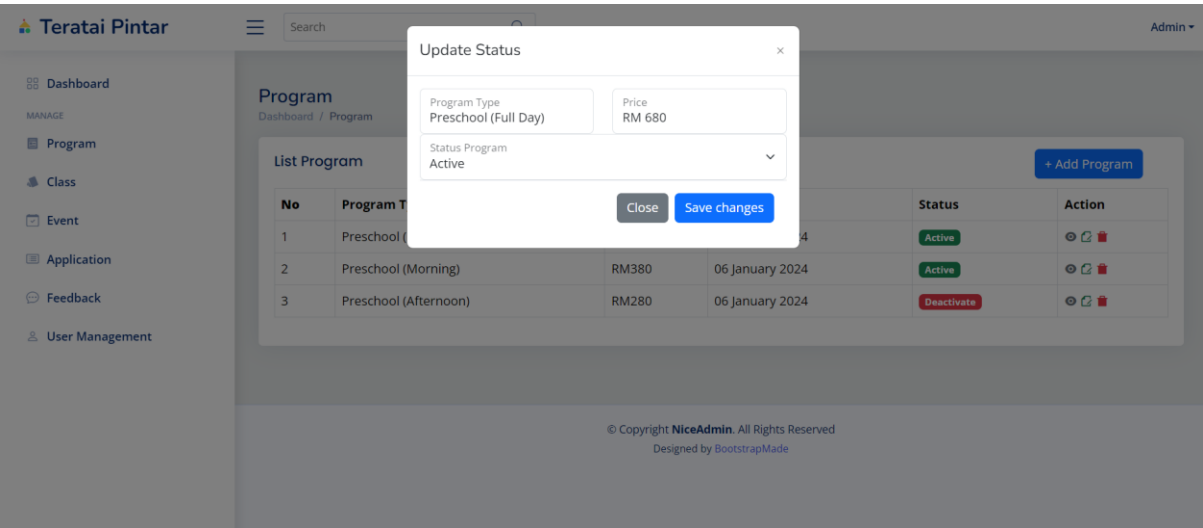 Teratai Pintar
Search
Admin
Update Status
×
Dashboard
MANAGE
Program
Class
Event
Application
Feedback
User Management
Program
Dashboard / Program
Program Type
Preschool (Full Day)
Price
RM 680
Status Program
Active
Close
Save changes
List Program
+ Add Program
No Program T Status Action
1 Preschool ( 4 Active
2 Preschool (Morning) RM380 06 January 2024 Active
3 Preschool (Afternoon) RM280 06 January 2024 Deactivate
© Copyright NiceAdmin. All Rights Reserved
Designed by BootstrapMade